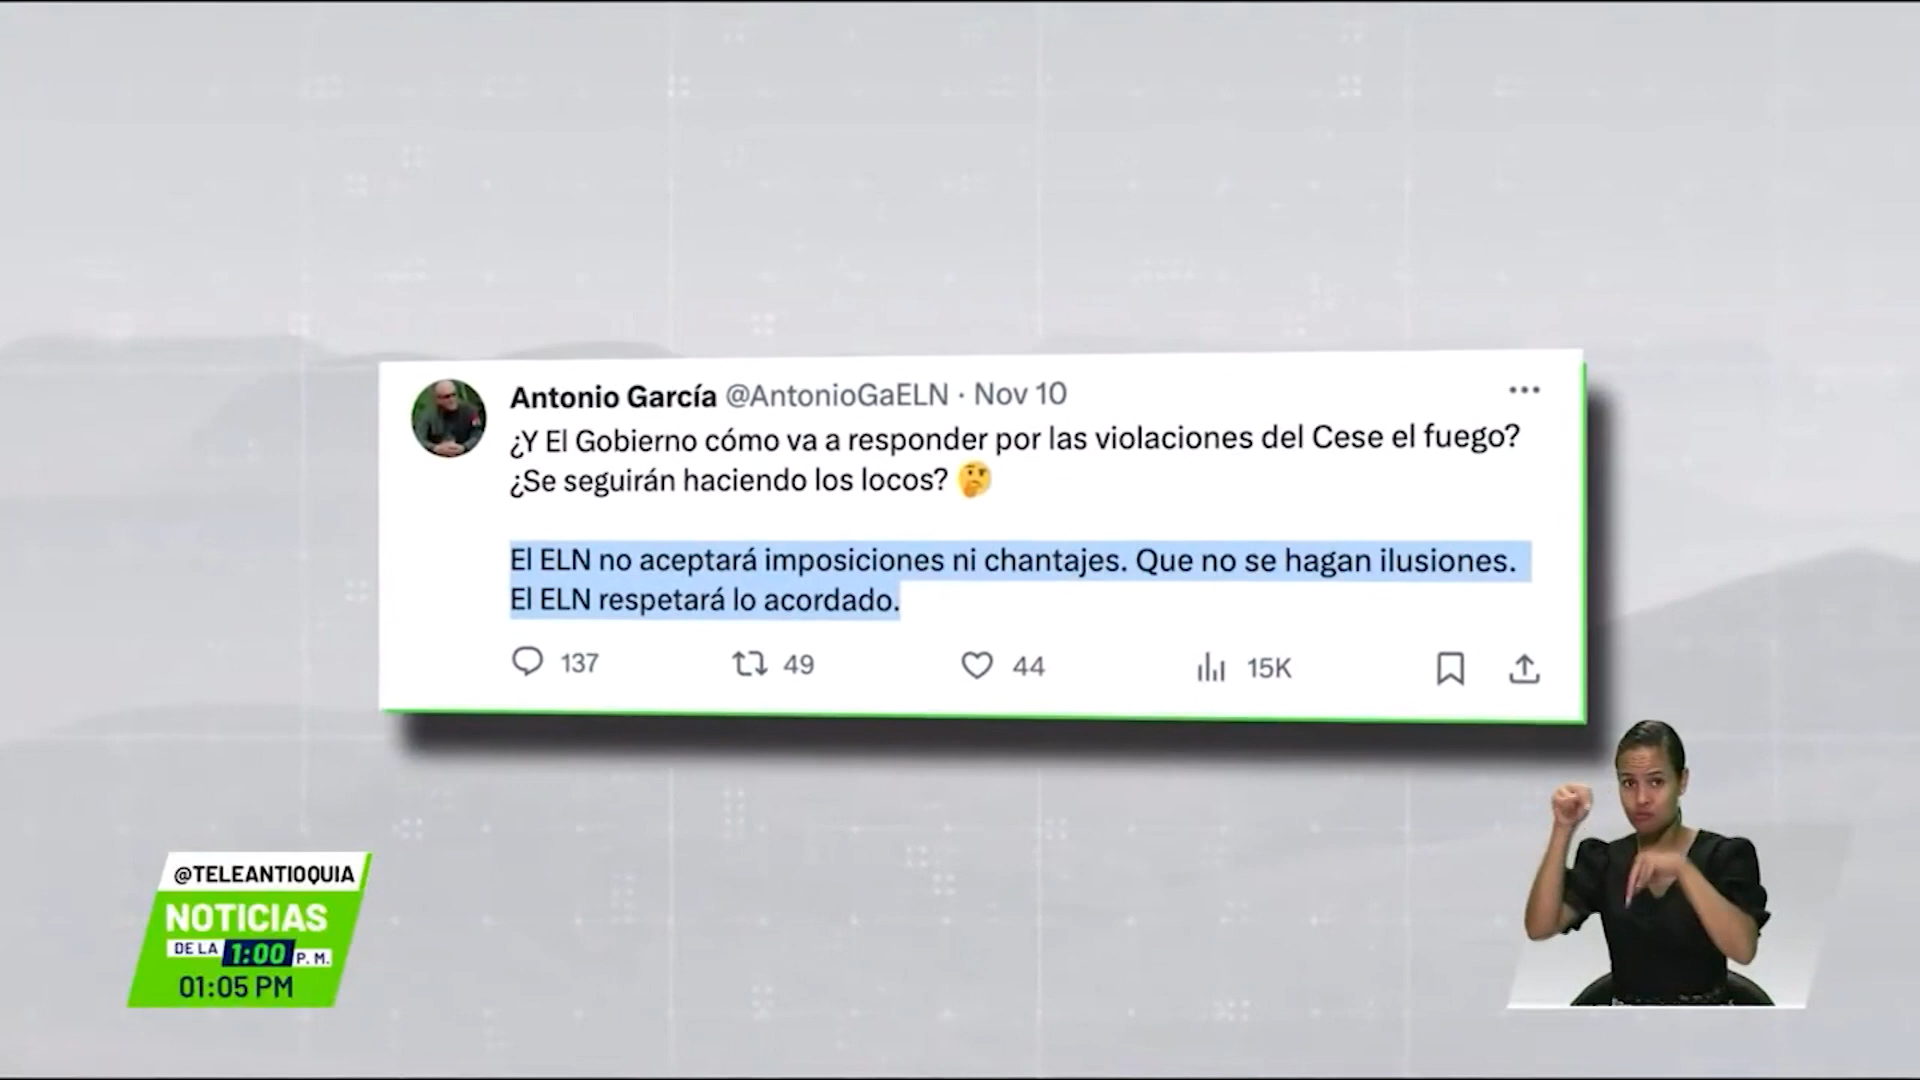 Antonio García @AntonioGaELN · Nov 10
¿Y El Gobierno cómo va a responder por las violaciones del Cese el fuego?
¿Se seguirán haciendo los locos? 🤔
El ELN no aceptará imposiciones ni chantajes. Que no se hagan ilusiones.
El ELN respetará lo acordado.
137 49 44 15K
@TELEANTIOQUIA
NOTICIAS
DE LA 1:00 P. M.
01:05 PM